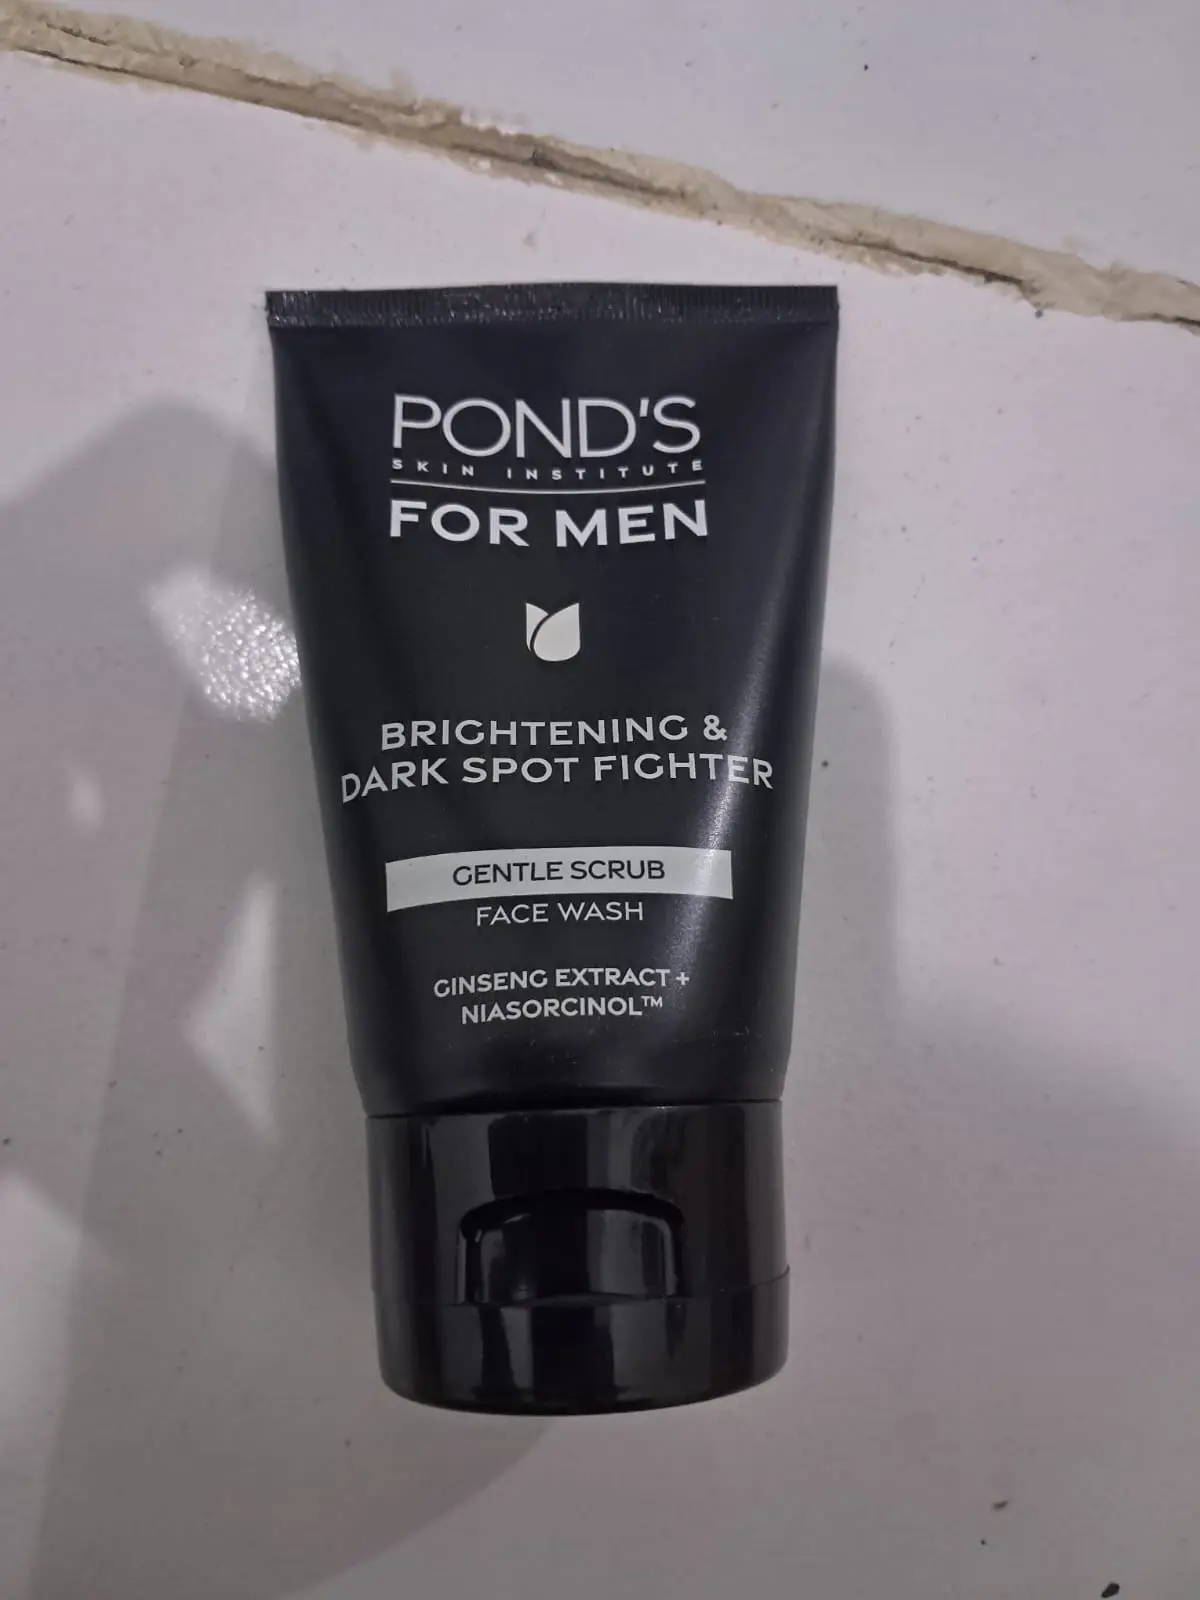 POND'S
SKIN INSTITUTE
FOR MEN
BRIGHTENING &
DARK SPOT FIGHTER
GENTLE SCRUB
FACE WASH
GINSENG EXTRACT +
NIASORCINOL™